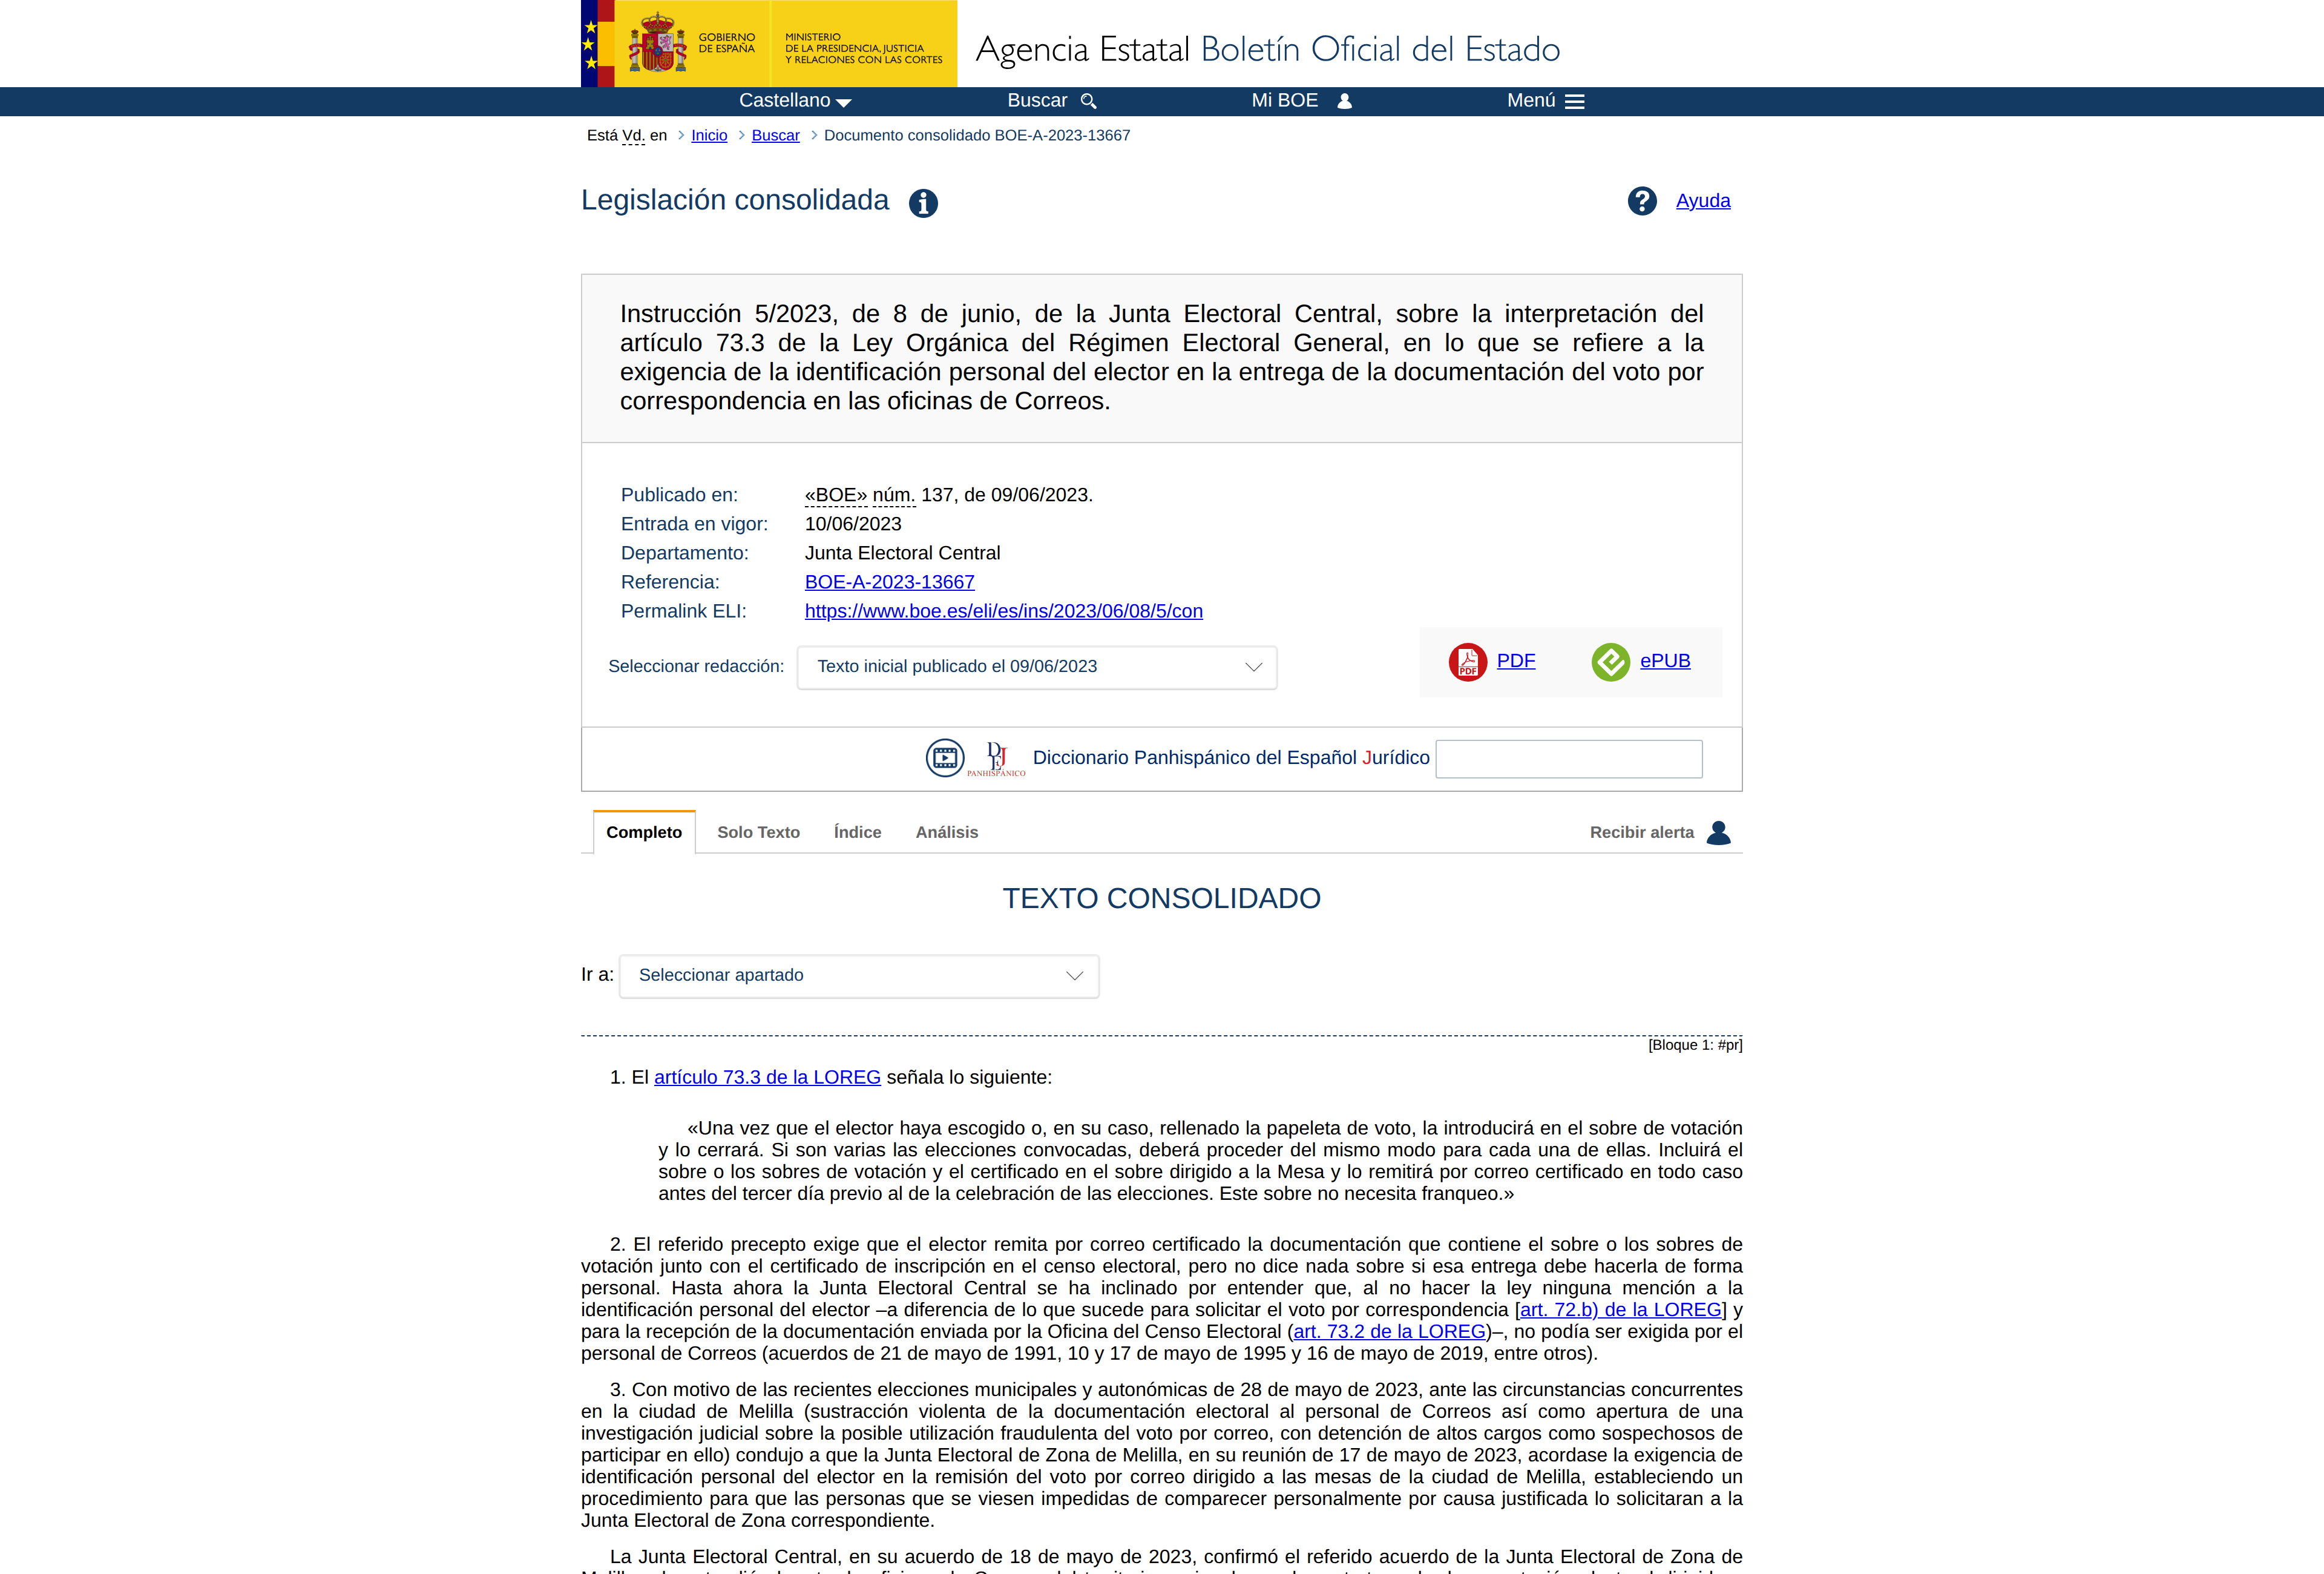 GOBIERNO
DE ESPAÑA
MINISTERIO
DE LA PRESIDENCIA, JUSTICIA
Y RELACIONES CON LAS CORTES
Agencia Estatal Boletín Oficial del Estado
Castellano
Buscar
Mi BOE
Menú
Está Vd. en
Inicio
Buscar
Documento consolidado BOE-A-2023-13667
Legislación consolidada
Ayuda
Instrucción 5/2023, de 8 de junio, de la Junta Electoral Central, sobre la interpretación del
artículo 73.3 de la Ley Orgánica del Régimen Electoral General, en lo que se refiere a la
exigencia de la identificación personal del elector en la entrega de la documentación del voto por
correspondencia en las oficinas de Correos.
Publicado en: «BOE» núm. 137, de 09/06/2023.
Entrada en vigor: 10/06/2023
Departamento: Junta Electoral Central
Referencia: BOE-A-2023-13667
Permalink ELI: https://www.boe.es/eli/es/ins/2023/06/08/5/con
Seleccionar redacción: Texto inicial publicado el 09/06/2023
PDF
PDF
ePUB
DEJ
PANHISPÁNICO
Diccionario Panhispánico del Español Jurídico
Completo
Solo Texto
Índice
Análisis
Recibir alerta
TEXTO CONSOLIDADO
Ir a: Seleccionar apartado
[Bloque 1: #pr]
1. El artículo 73.3 de la LOREG señala lo siguiente:
«Una vez que el elector haya escogido o, en su caso, rellenado la papeleta de voto, la introducirá en el sobre de votación
y lo cerrará. Si son varias las elecciones convocadas, deberá proceder del mismo modo para cada una de ellas. Incluirá el
sobre o los sobres de votación y el certificado en el sobre dirigido a la Mesa y lo remitirá por correo certificado en todo caso
antes del tercer día previo al de la celebración de las elecciones. Este sobre no necesita franqueo.»
2. El referido precepto exige que el elector remita por correo certificado la documentación que contiene el sobre o los sobres de
votación junto con el certificado de inscripción en el censo electoral, pero no dice nada sobre si esa entrega debe hacerla de forma
personal. Hasta ahora la Junta Electoral Central se ha inclinado por entender que, al no hacer la ley ninguna mención a la
identificación personal del elector –a diferencia de lo que sucede para solicitar el voto por correspondencia [art. 72.b) de la LOREG] y
para la recepción de la documentación enviada por la Oficina del Censo Electoral (art. 73.2 de la LOREG)–, no podía ser exigida por el
personal de Correos (acuerdos de 21 de mayo de 1991, 10 y 17 de mayo de 1995 y 16 de mayo de 2019, entre otros).
3. Con motivo de las recientes elecciones municipales y autonómicas de 28 de mayo de 2023, ante las circunstancias concurrentes
en la ciudad de Melilla (sustracción violenta de la documentación electoral al personal de Correos así como apertura de una
investigación judicial sobre la posible utilización fraudulenta del voto por correo, con detención de altos cargos como sospechosos de
participar en ello) condujo a que la Junta Electoral de Zona de Melilla, en su reunión de 17 de mayo de 2023, acordase la exigencia de
identificación personal del elector en la remisión del voto por correo dirigido a las mesas de la ciudad de Melilla, estableciendo un
procedimiento para que las personas que se viesen impedidas de comparecer personalmente por causa justificada lo solicitaran a la
Junta Electoral de Zona correspondiente.
La Junta Electoral Central, en su acuerdo de 18 de mayo de 2023, confirmó el referido acuerdo de la Junta Electoral de Zona de